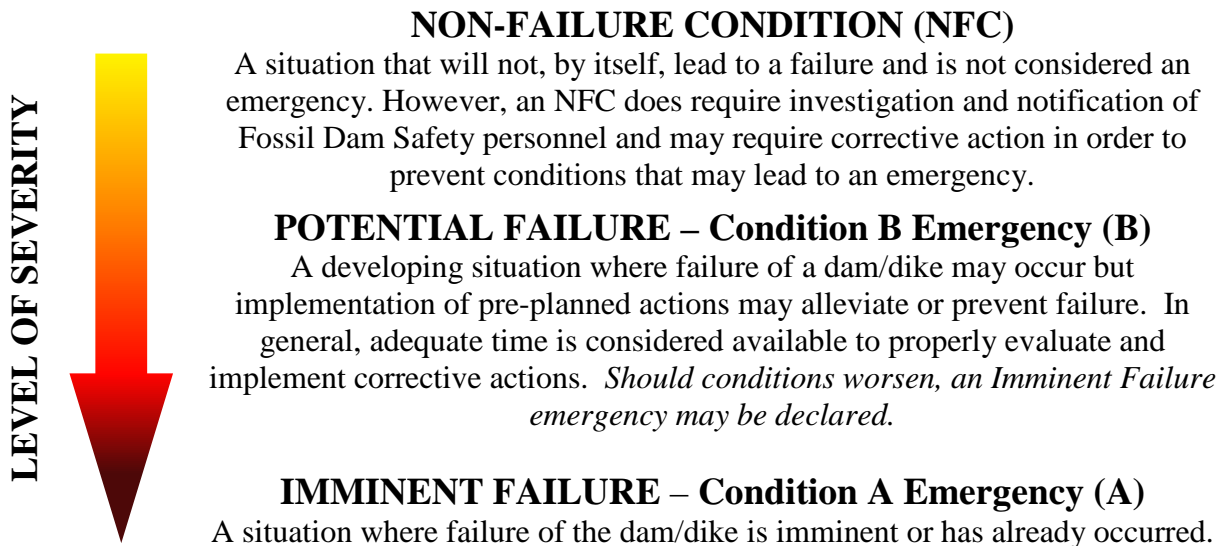 LEVEL OF SEVERITY
NON-FAILURE CONDITION (NFC)
A situation that will not, by itself, lead to a failure and is not considered an
emergency. However, an NFC does require investigation and notification of
Fossil Dam Safety personnel and may require corrective action in order to
prevent conditions that may lead to an emergency.
POTENTIAL FAILURE – Condition B Emergency (B)
A developing situation where failure of a dam/dike may occur but
implementation of pre-planned actions may alleviate or prevent failure. In
general, adequate time is considered available to properly evaluate and
implement corrective actions. Should conditions worsen, an Imminent Failure
emergency may be declared.
IMMINENT FAILURE – Condition A Emergency (A)
A situation where failure of the dam/dike is imminent or has already occurred.